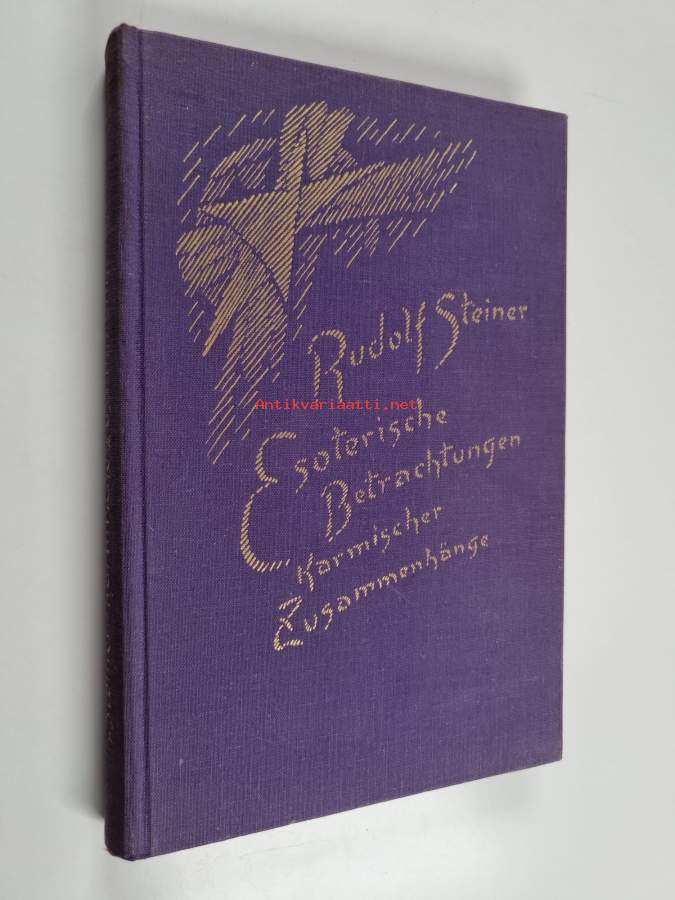 Rudolf Steiner
Antikvariaatti.net
Esoterische
Betrachtungen
Karmischer
Zusammenhänge